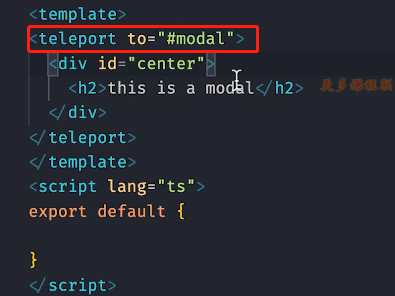 <template>
<teleport to="#modal">
<div id="center">
<h2>this is a modal</h2>
</div>
</teleport>
</template>
<script lang="ts">
export default {
}
</script>